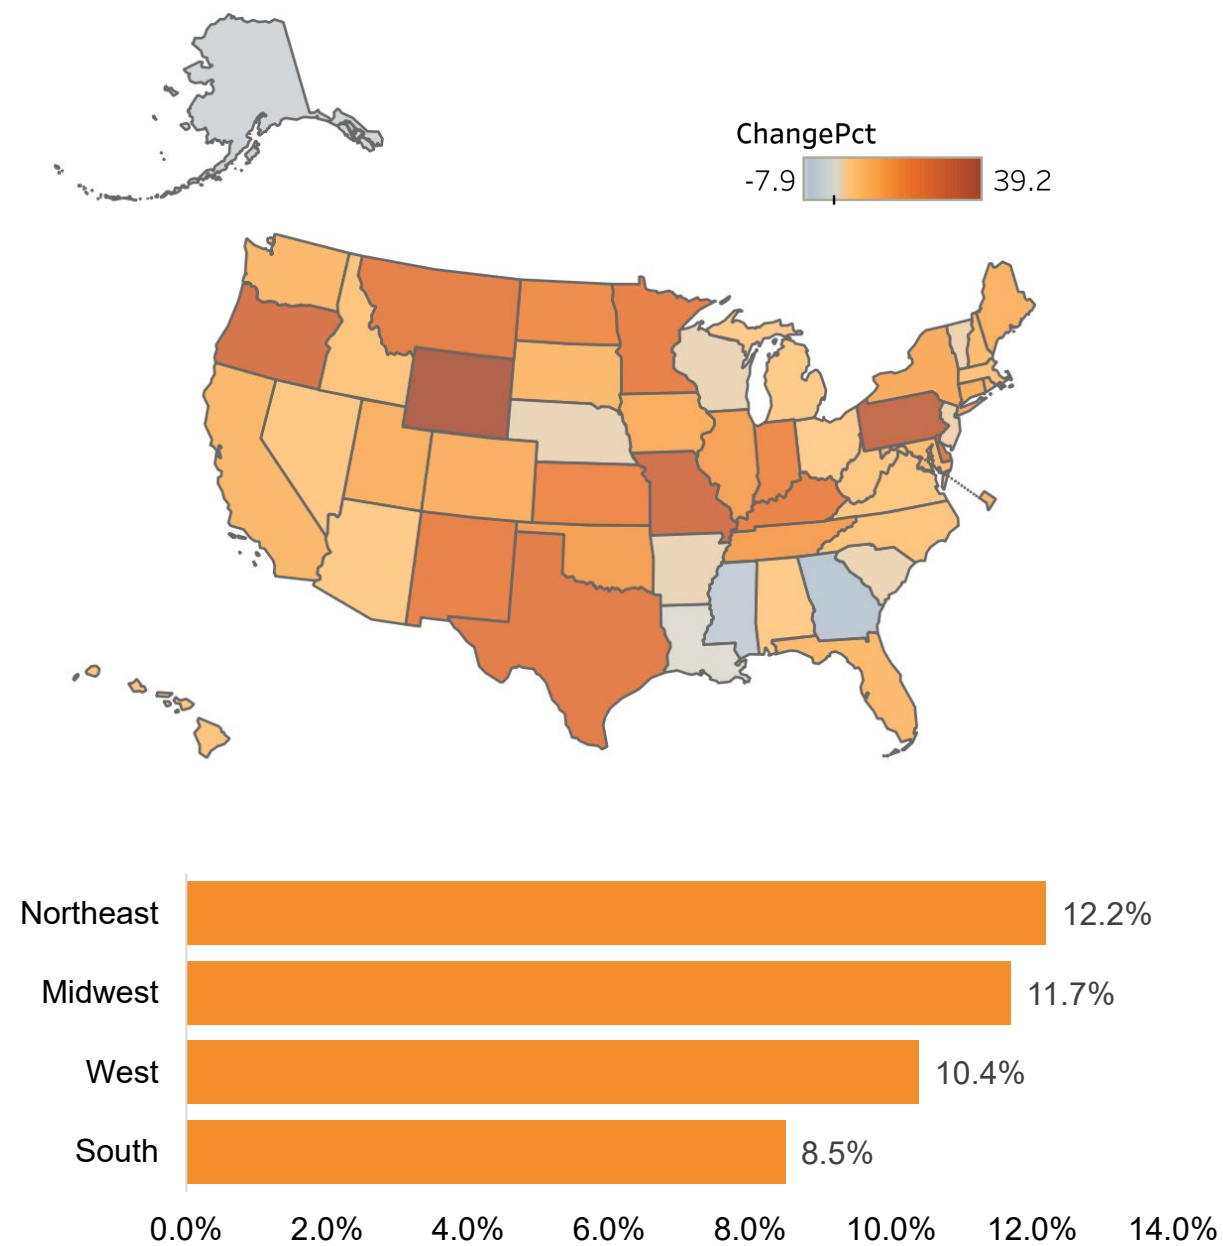 ChangePct
-7.9 39.2
Northeast 12.2%
Midwest 11.7%
West 10.4%
South 8.5%
0.0% 2.0% 4.0% 6.0% 8.0% 10.0% 12.0% 14.0%